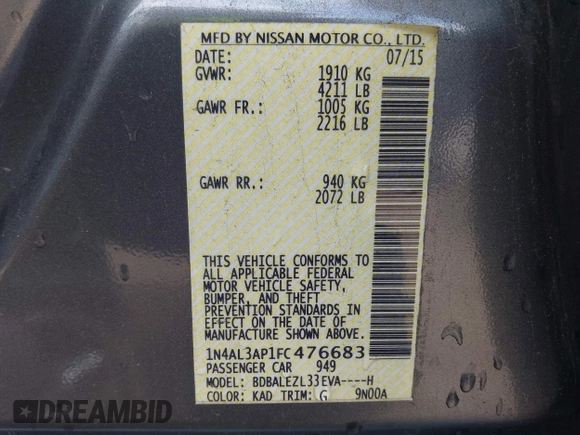 MFD BY NISSAN MOTOR CO., LTD.
DATE: 07/15
GVWR: 1910 KG
4211 LB
GAWR FR.: 1005 KG
2216 LB
GAWR RR.: 940 KG
2072 LB
THIS VEHICLE CONFORMS TO
ALL APPLICABLE FEDERAL
MOTOR VEHICLE SAFETY,
BUMPER, AND THEFT
PREVENTION STANDARDS IN
EFFECT ON THE DATE OF
MANUFACTURE SHOWN ABOVE.
1N4AL3AP1FC476683
PASSENGER CAR 949
MODEL: BDBALEZL33EVA----H
COLOR: KAD TRIM: G 9N00A
STATBID EXPERT